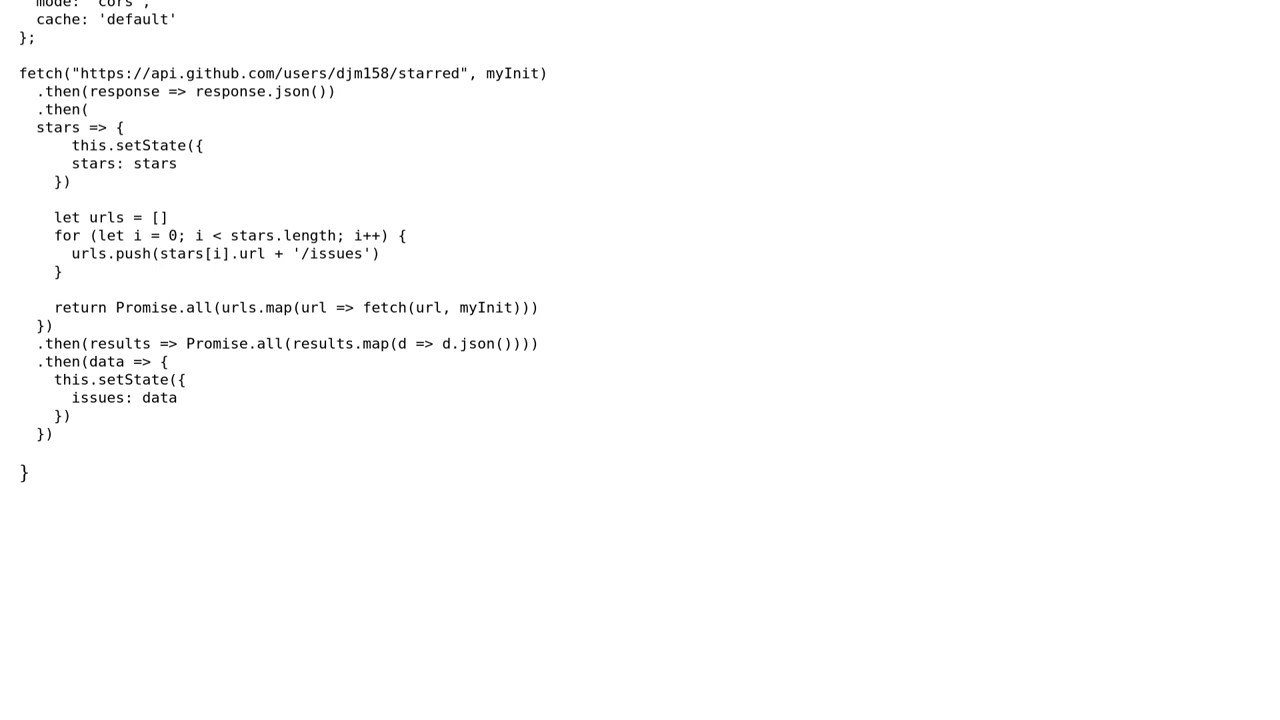 mode: 'cors',
cache: 'default'
};
fetch("https://api.github.com/users/djm158/starred", myInit)
.then(response => response.json())
.then(
stars => {
this.setState({
stars: stars
})
let urls = []
for (let i = 0; i < stars.length; i++) {
urls.push(stars[i].url + '/issues')
}
return Promise.all(urls.map(url => fetch(url, myInit)))
})
.then(results => Promise.all(results.map(d => d.json())))
.then(data => {
this.setState({
issues: data
})
})
}